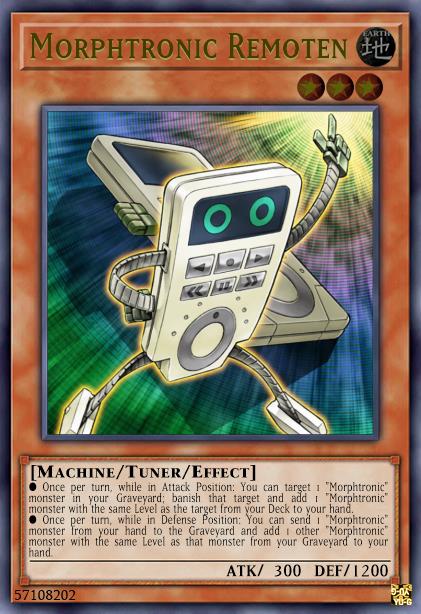 MORPHTRONIC REMOTEN
EARTH
地
[MACHINE/TUNER/EFFECT]
● Once per turn, while in Attack Position: You can target 1 "Morphtronic"
monster in your Graveyard; banish that target and add 1 "Morphtronic"
monster with the same Level as the target from your Deck to your hand.
● Once per turn, while in Defense Position: You can send 1 "Morphtronic"
monster from your hand to the Graveyard and add 1 other "Morphtronic"
monster with the same Level as that monster from your Graveyard to your
hand.
ATK/ 300 DEF/1200
57108202